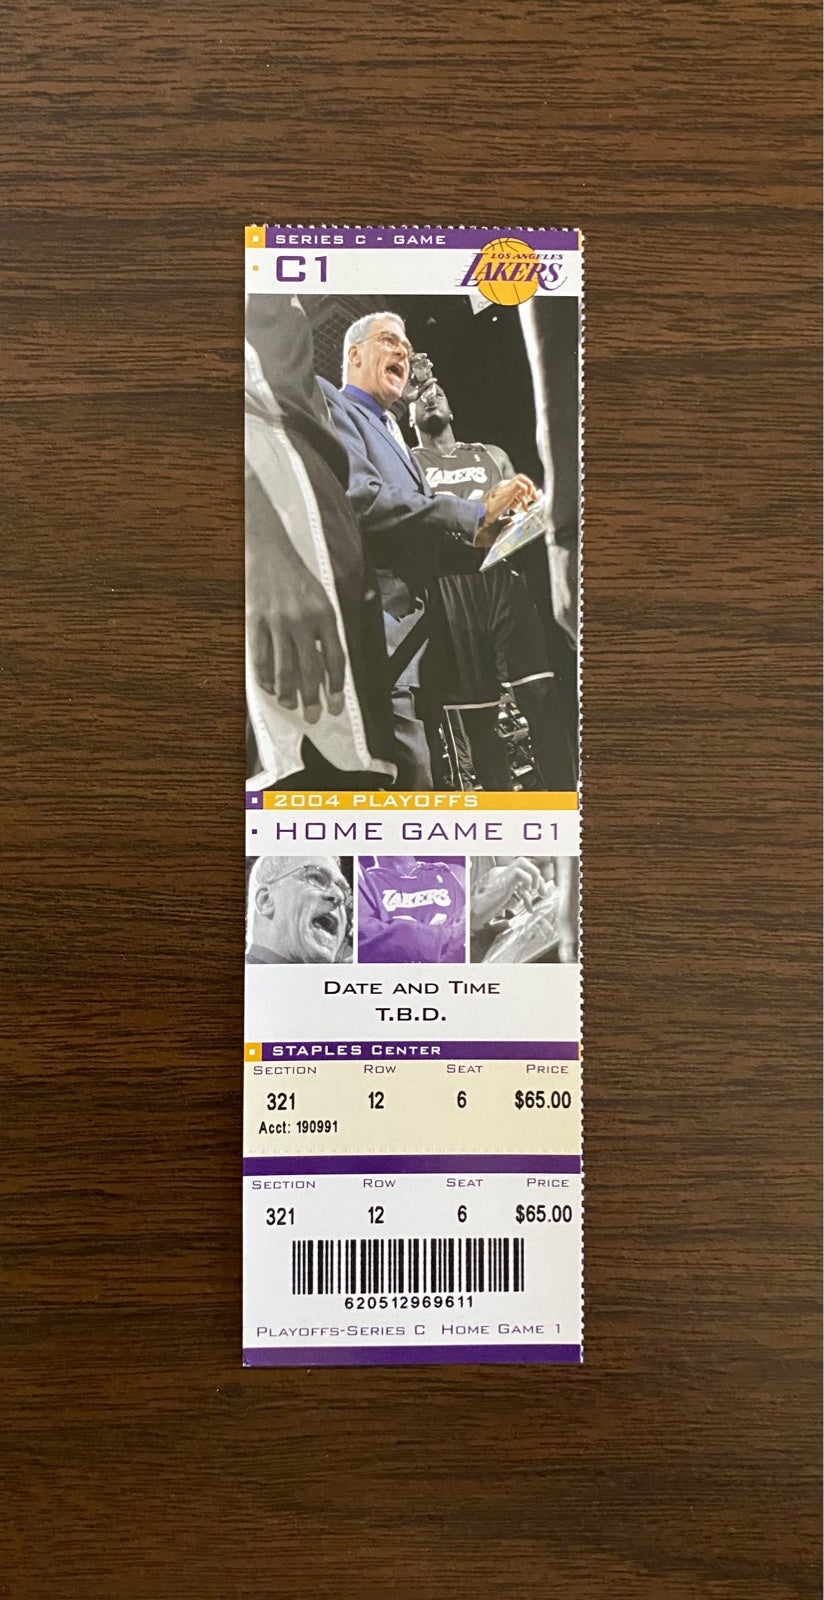 SERIES C - GAME
C1
LOS ANGELES
LAKERS
LAKERS
2004 PLAYOFFS
HOME GAME C1
LAKERS
DATE AND TIME
T.B.D.
STAPLES CENTER
SECTION ROW SEAT PRICE
321 12 6 $65.00
Acct: 190991
SECTION ROW SEAT PRICE
321 12 6 $65.00
620512969611
PLAYOFFS-SERIES C HOME GAME 1